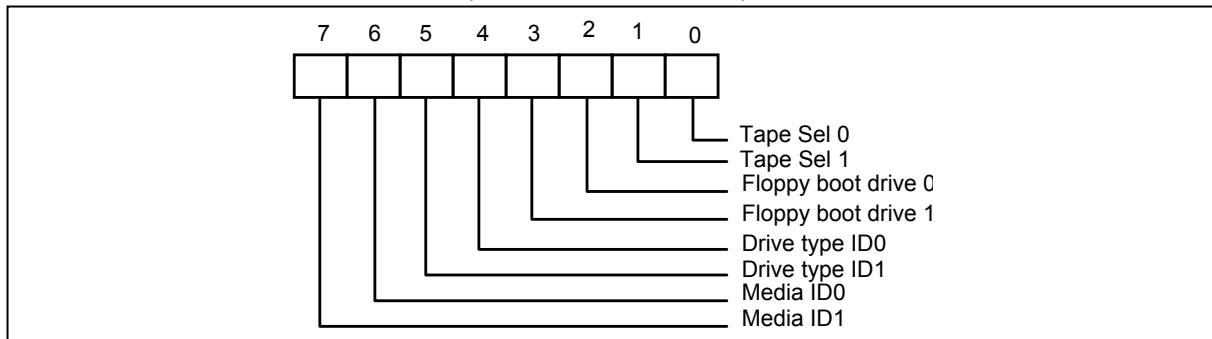 7 6 5 4 3 2 1 0
Tape Sel 0
Tape Sel 1
Floppy boot drive 0
Floppy boot drive 1
Drive type ID0
Drive type ID1
Media ID0
Media ID1